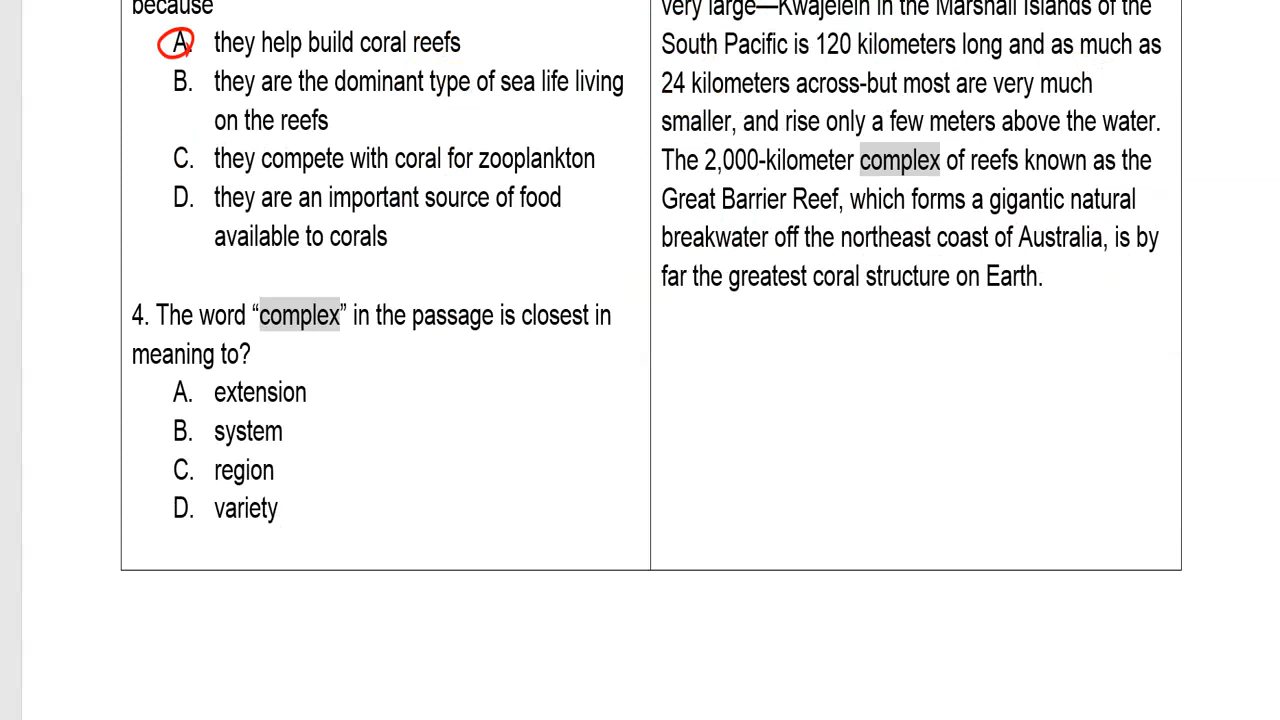 because
A. they help build coral reefs
B. they are the dominant type of sea life living
on the reefs
C. they compete with coral for zooplankton
D. they are an important source of food
available to corals
4. The word “complex” in the passage is closest in
meaning to?
A. extension
B. system
C. region
D. variety
very large—Kwajelein in the Marshall Islands of the
South Pacific is 120 kilometers long and as much as
24 kilometers across-but most are very much
smaller, and rise only a few meters above the water.
The 2,000-kilometer complex of reefs known as the
Great Barrier Reef, which forms a gigantic natural
breakwater off the northeast coast of Australia, is by
far the greatest coral structure on Earth.